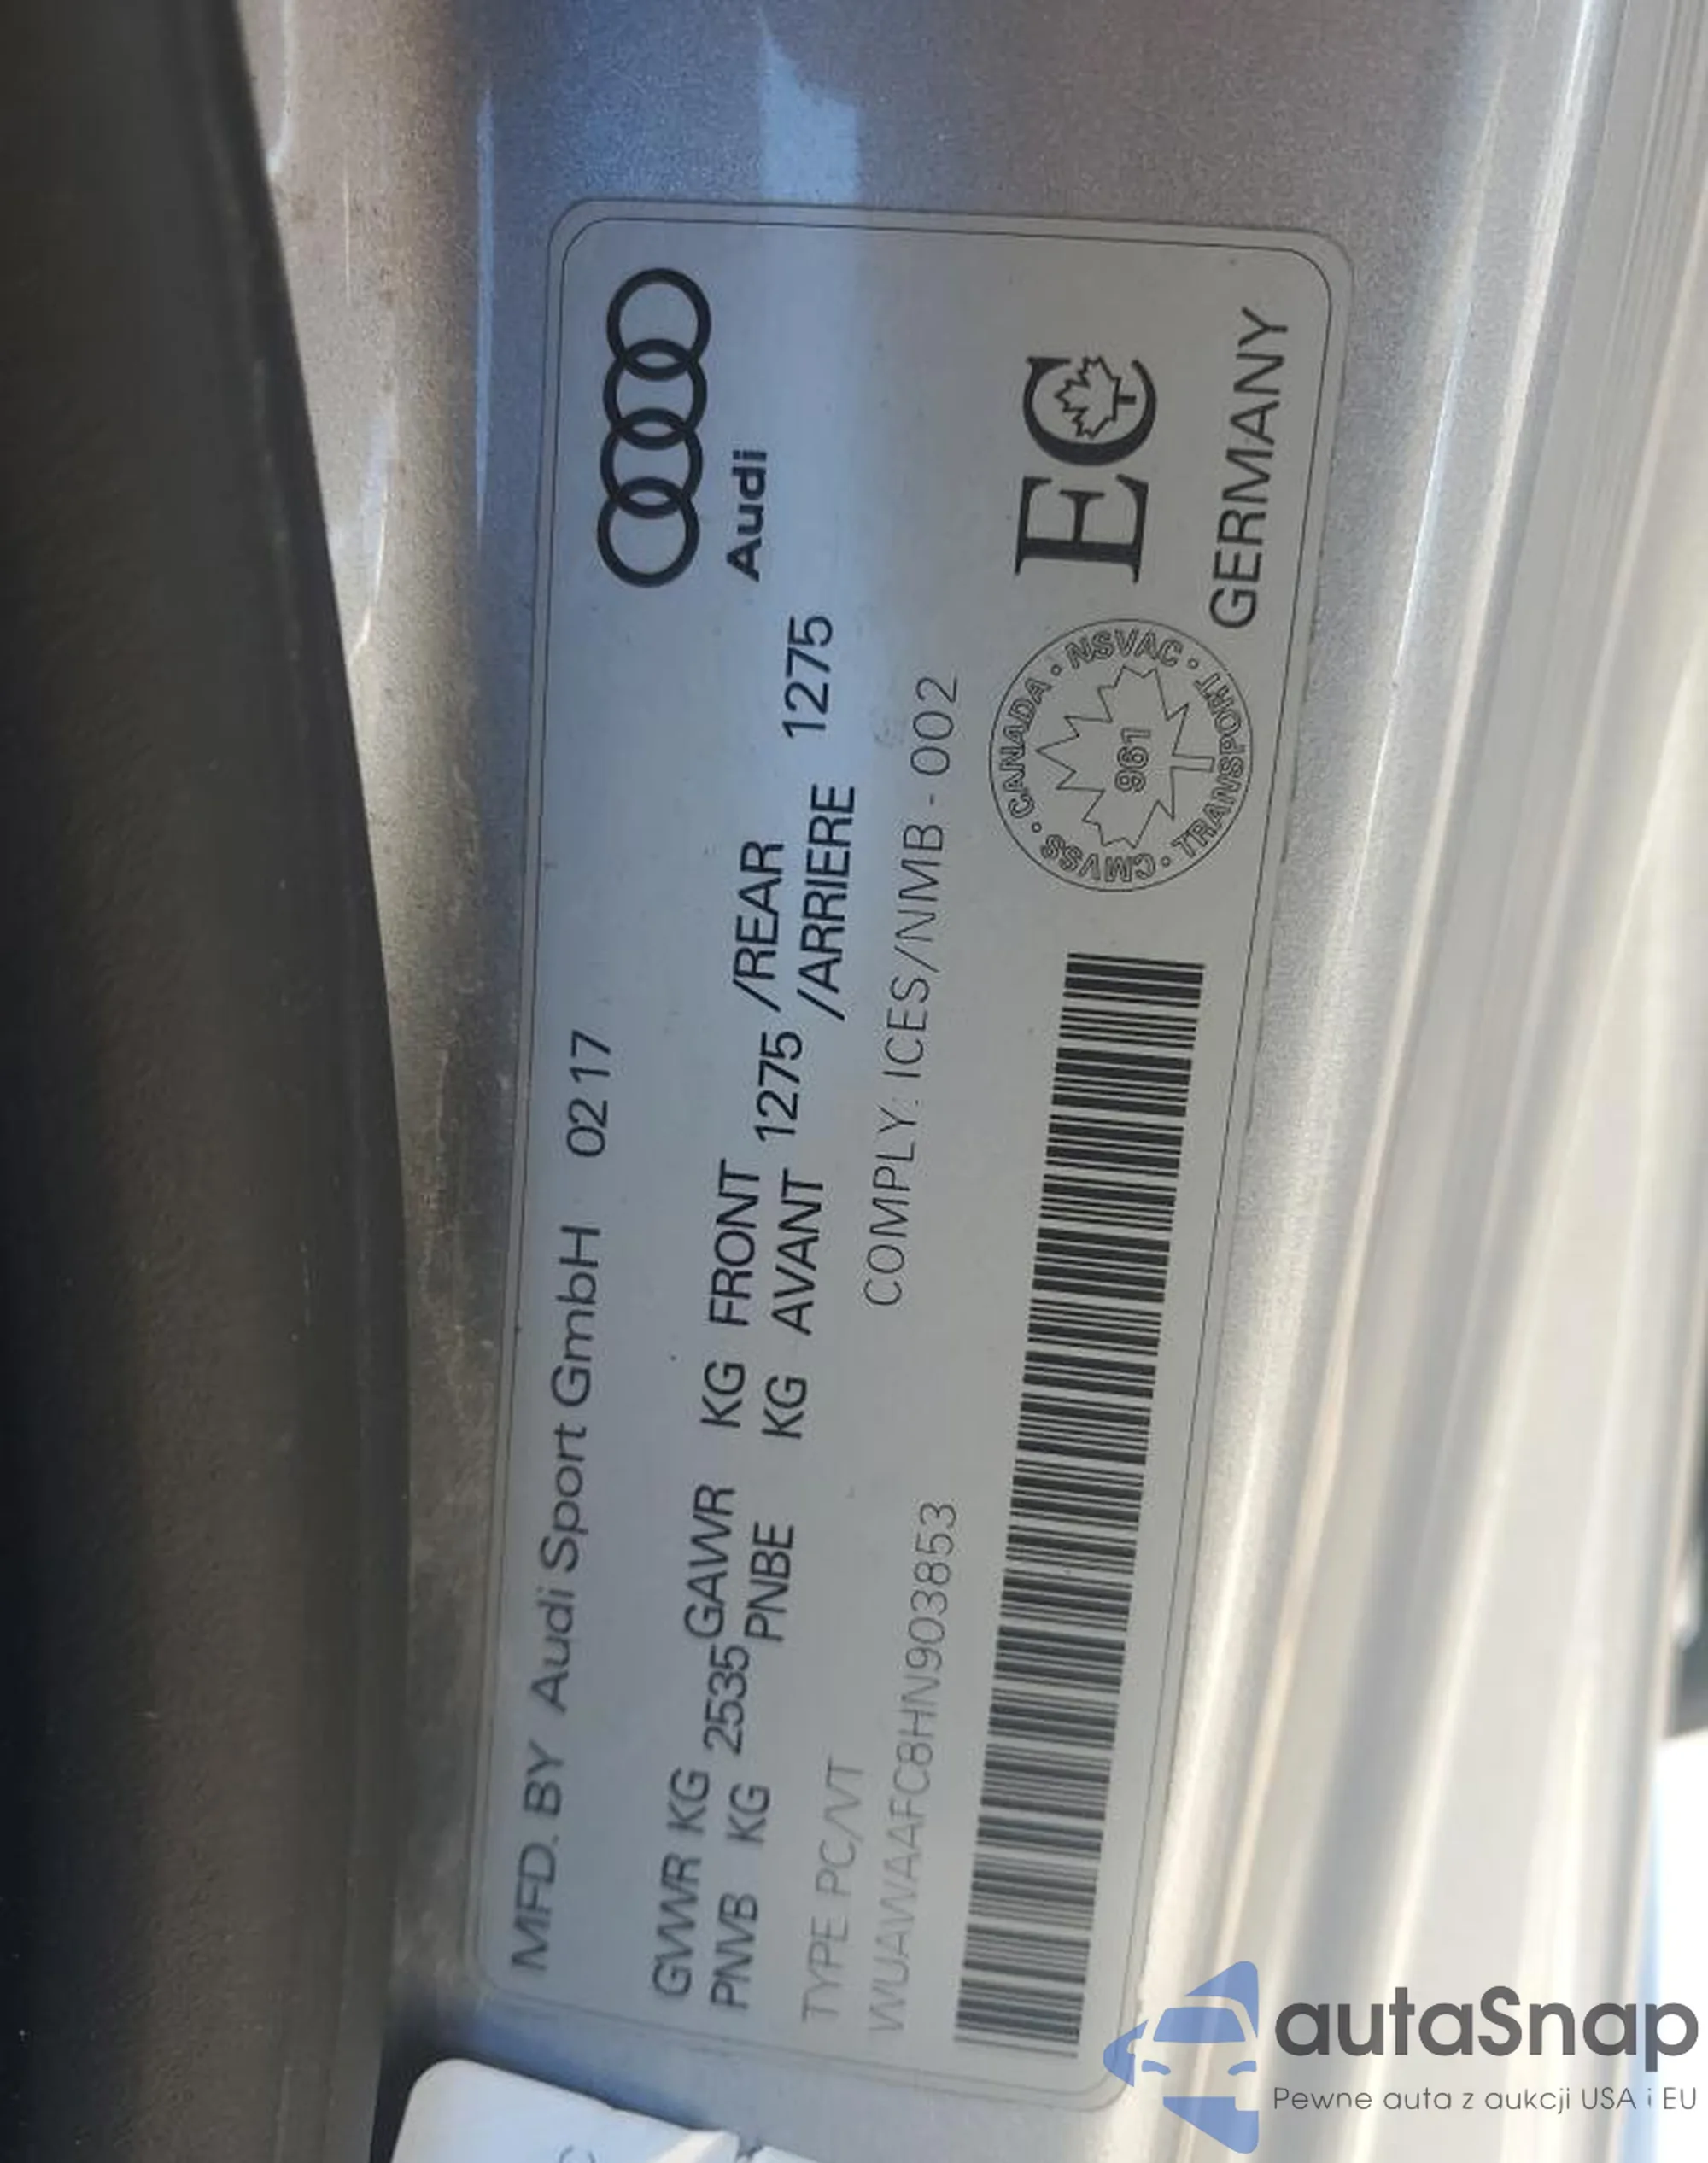 MFD. BY Audi Sport GmbH 02 17
Audi
GVWR KG 2535 GAWR KG FRONT 1275 /REAR 1275
PNVB KG PNBE KG AVANT /ARRIERE
TYPE PC/VT COMPLY: ICES/NMB - 002
WUAWAAFC8HN903853
CMVSS · CANADA · NSVAC · TRANSPORT ·
961
EC
GERMANY
autaSnap
Pewne auta z aukcji USA i EU